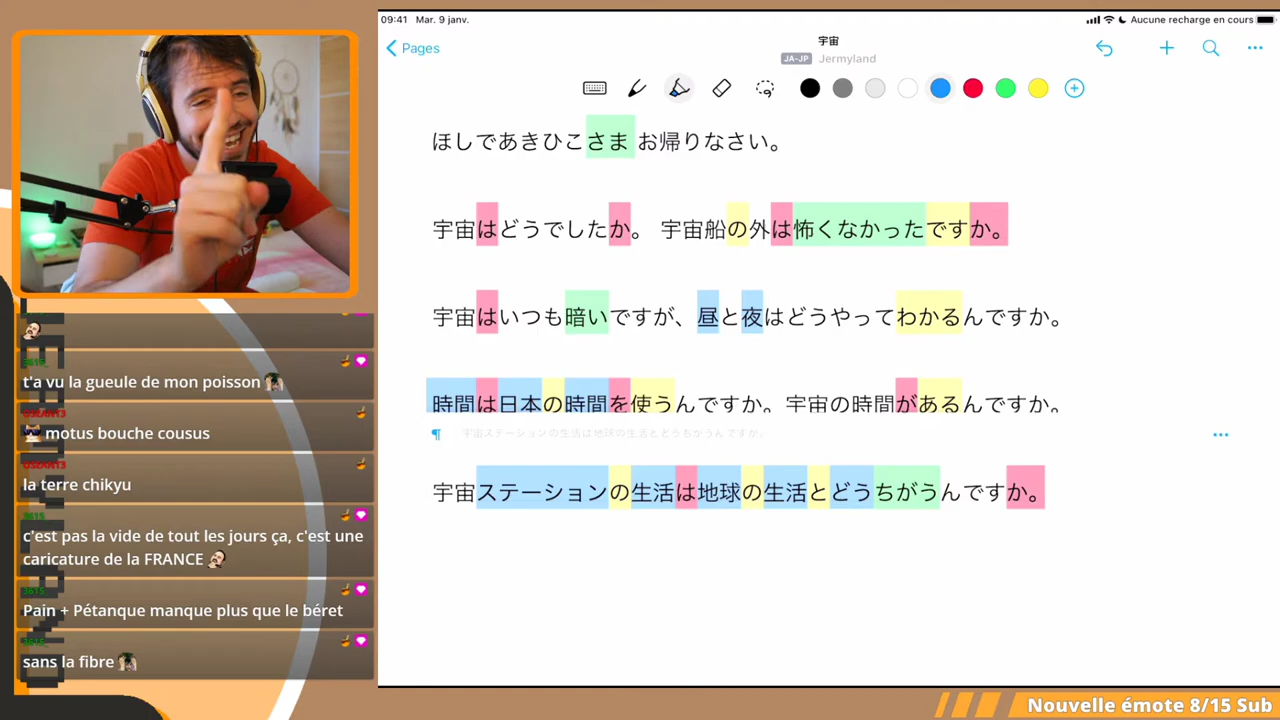 09:41 Mar. 9 janv.
Aucune recharge en cours
Pages
宇宙
JA-JP Jermyland
ほしであきひこさま お帰りなさい。
宇宙はどうでしたか。 宇宙船の外は怖くなかったですか。
宇宙はいつも暗いですが、昼と夜はどうやってわかるんですか。
時間は日本の時間を使うんですか。宇宙の時間があるんですか。
宇宙ステーションの生活は地球の生活とどうちがうんですか。
宇宙ステーションの生活は地球の生活とどうちがうんですか。
3615_
t'a vu la gueule de mon poisson
motus bouche cousus
la terre chikyu
3615_
c'est pas la vide de tout les jours ça, c'est une
caricature de la FRANCE
3615_
Pain + Pétanque manque plus que le béret
3615_
sans la fibre
Nouvelle émote 8/15 Sub